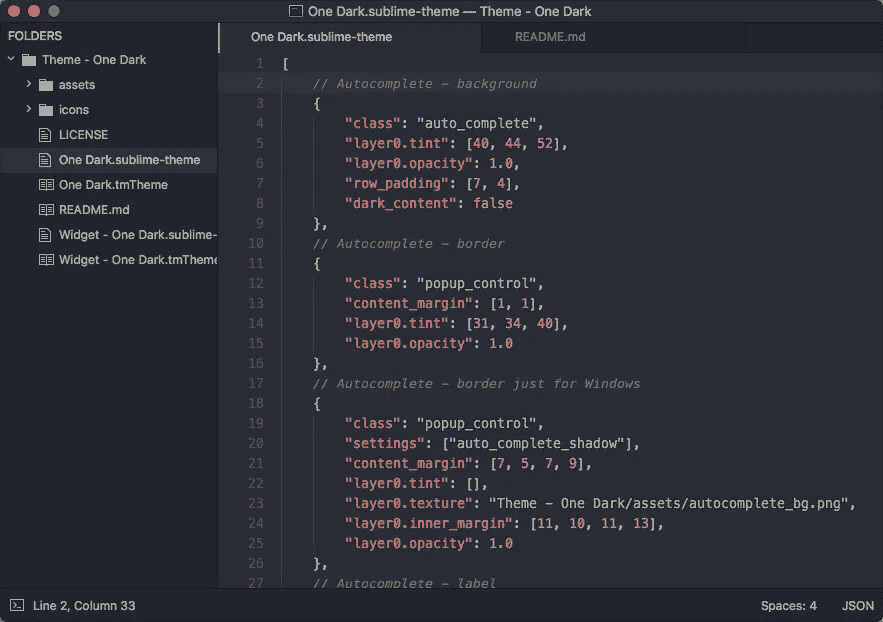 One Dark.sublime-theme — Theme - One Dark
FOLDERS
Theme - One Dark
assets
icons
LICENSE
One Dark.sublime-theme
One Dark.tmTheme
README.md
Widget - One Dark.sublime-
Widget - One Dark.tmTheme
One Dark.sublime-theme README.md
1 [
2 // Autocomplete – background
3 {
4 "class": "auto_complete",
5 "layer0.tint": [40, 44, 52],
6 "layer0.opacity": 1.0,
7 "row_padding": [7, 4],
8 "dark_content": false
9 },
10 // Autocomplete – border
11 {
12 "class": "popup_control",
13 "content_margin": [1, 1],
14 "layer0.tint": [31, 34, 40],
15 "layer0.opacity": 1.0
16 },
17 // Autocomplete – border just for Windows
18 {
19 "class": "popup_control",
20 "settings": ["auto_complete_shadow"],
21 "content_margin": [7, 5, 7, 9],
22 "layer0.tint": [],
23 "layer0.texture": "Theme – One Dark/assets/autocomplete_bg.png",
24 "layer0.inner_margin": [11, 10, 11, 13],
25 "layer0.opacity": 1.0
26 },
27 // Autocomplete – label
Line 2, Column 33 Spaces: 4 JSON